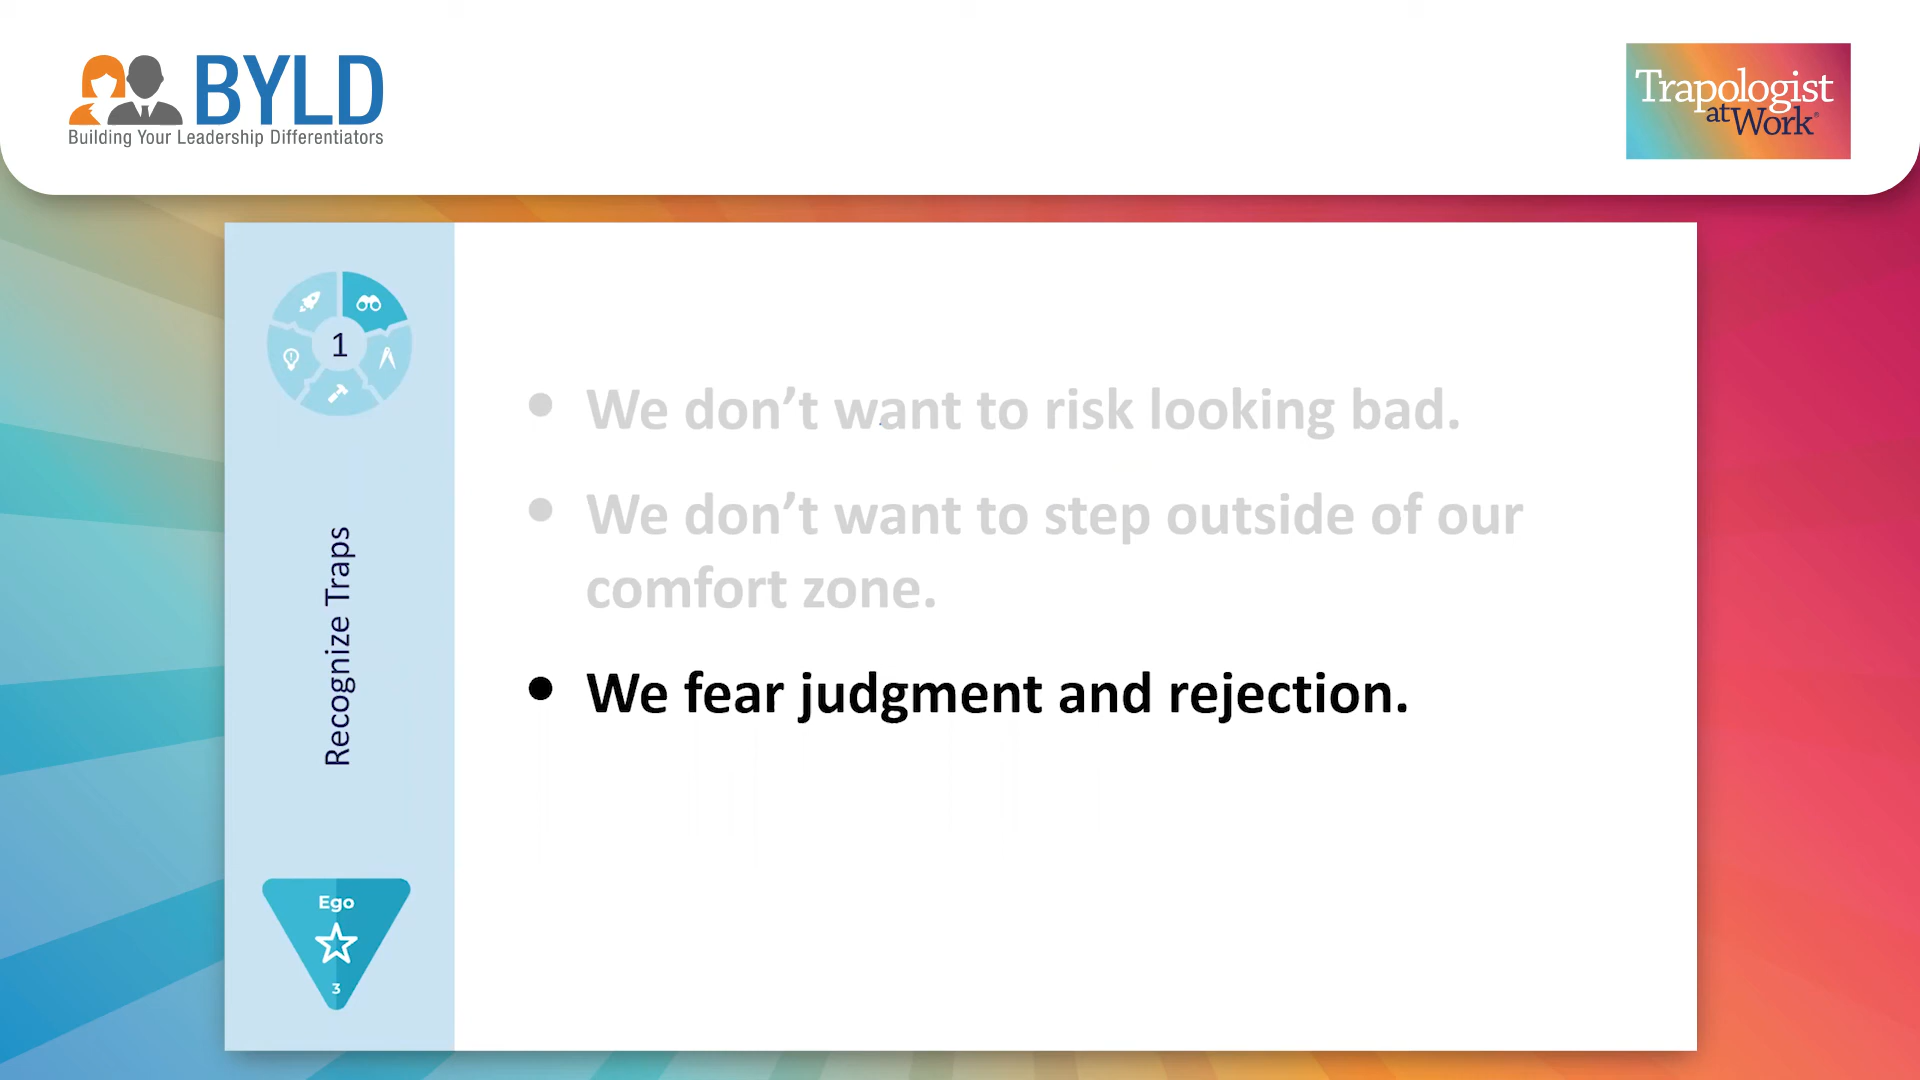 BYLD
Building Your Leadership Differentiators
Trapologist
at Work®
1
Recognize Traps
• We don’t want to risk looking bad.
• We don’t want to step outside of our
comfort zone.
• We fear judgment and rejection.
Ego
3